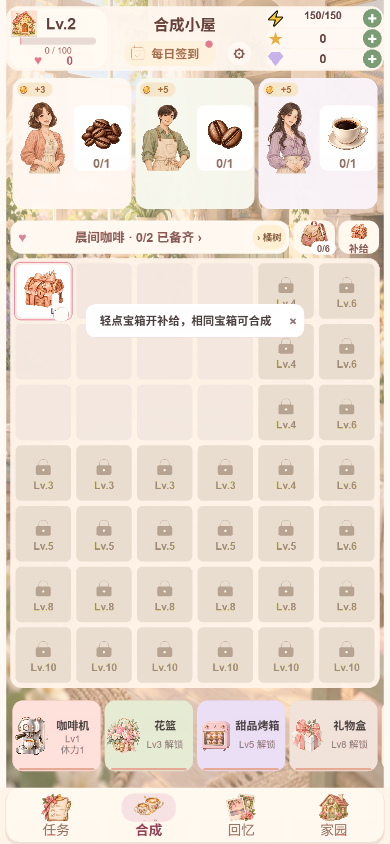 Lv.2
合成小屋
150/150
0 / 100
♥ 0
每日签到
0
0
+3
+5
+5
0/1
0/1
0/1
♥ 晨间咖啡 · 0/2 已备齐 ›
› 橘树
0/6
补给
轻点宝箱开补给，相同宝箱可合成 ×
Lv.4 Lv.6
Lv.4 Lv.6
Lv.4 Lv.6
Lv.3 Lv.3 Lv.3 Lv.3 Lv.4 Lv.6
Lv.5 Lv.5 Lv.5 Lv.5 Lv.5 Lv.6
Lv.8 Lv.8 Lv.8 Lv.8 Lv.8 Lv.8
Lv.10 Lv.10 Lv.10 Lv.10 Lv.10 Lv.10
咖啡机
Lv1
体力1
花篮
Lv3 解锁
甜品烤箱
Lv5 解锁
礼物盒
Lv8 解锁
任务
合成
回忆
家园